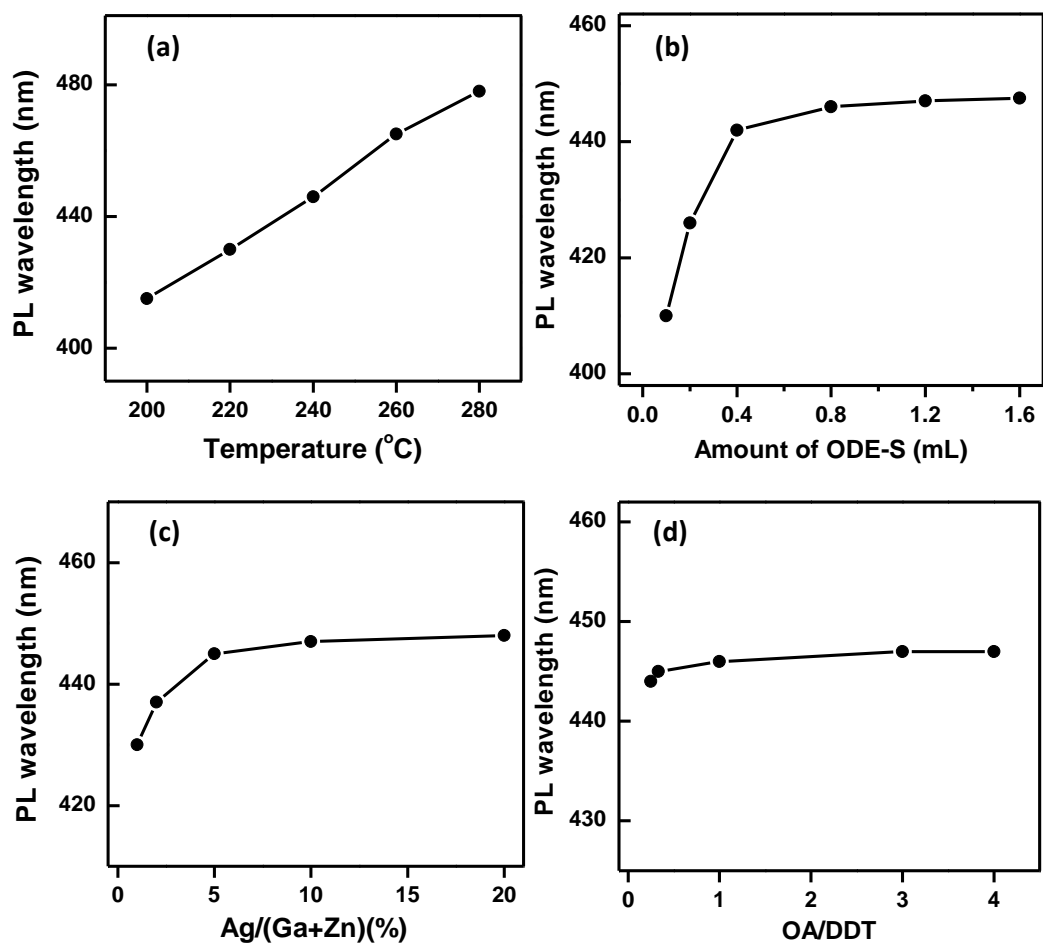 (a)
PL wavelength (nm)
480
440
400
200 220 240 260 280
Temperature (°C)
(b)
PL wavelength (nm)
460
440
420
400
0.0 0.4 0.8 1.2 1.6
Amount of ODE-S (mL)
(c)
PL wavelength (nm)
460
440
420
0 5 10 15 20
Ag/(Ga+Zn)(%)
(d)
PL wavelength (nm)
460
450
440
430
0 1 2 3 4
OA/DDT